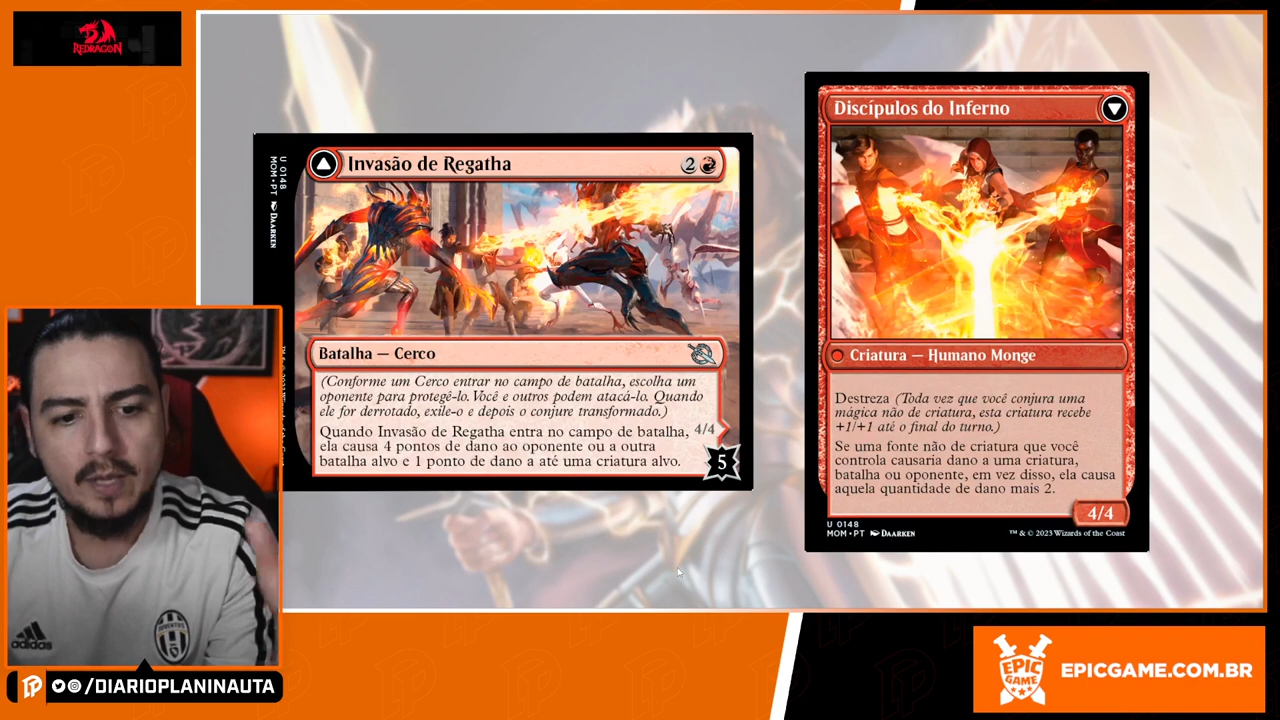 REDRAGON
U 0148
MOM • PT DAARKEN
Invasão de Regatha
2
Batalha — Cerco
(Conforme um Cerco entrar no campo de batalha, escolha um
oponente para protegê-lo. Você e outros podem atacá-lo. Quando
ele for derrotado, exile-o e depois o conjure transformado.)
Quando Invasão de Regatha entra no campo de batalha,
ela causa 4 pontos de dano ao oponente ou a outra
batalha alvo e 1 ponto de dano a até uma criatura alvo.
4/4
5
Discípulos do Inferno
Criatura — Humano Monge
Destreza (Toda vez que você conjura uma
mágica não de criatura, esta criatura recebe
+1/+1 até o final do turno.)
Se uma fonte não de criatura que você
controla causaria dano a uma criatura,
batalha ou oponente, em vez disso, ela causa
aquela quantidade de dano mais 2.
4/4
U 0148
MOM • PT DAARKEN
™ & © 2023 Wizards of the Coast
adidas
JUVENTUS
/DIARIOPLANINAUTA
EPIC
GAME
EPICGAME.COM.BR